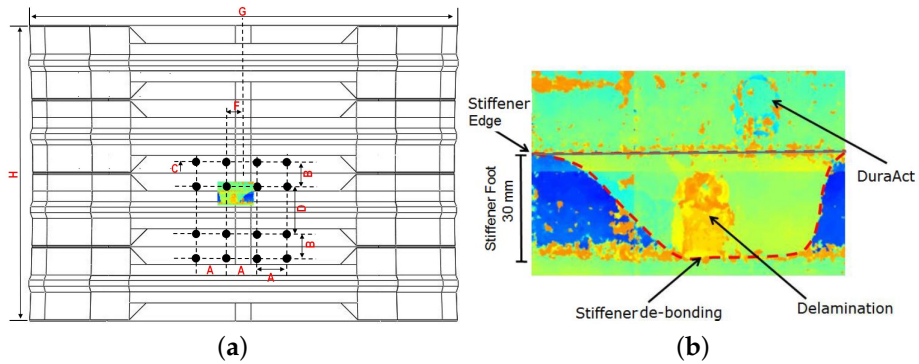 G
F
H
C
B
D
B
A
A
A
(a)
Stiffener
Edge
Stiffener Foot
30 mm
DuraAct
Stiffener de-bonding
Delamination
(b)